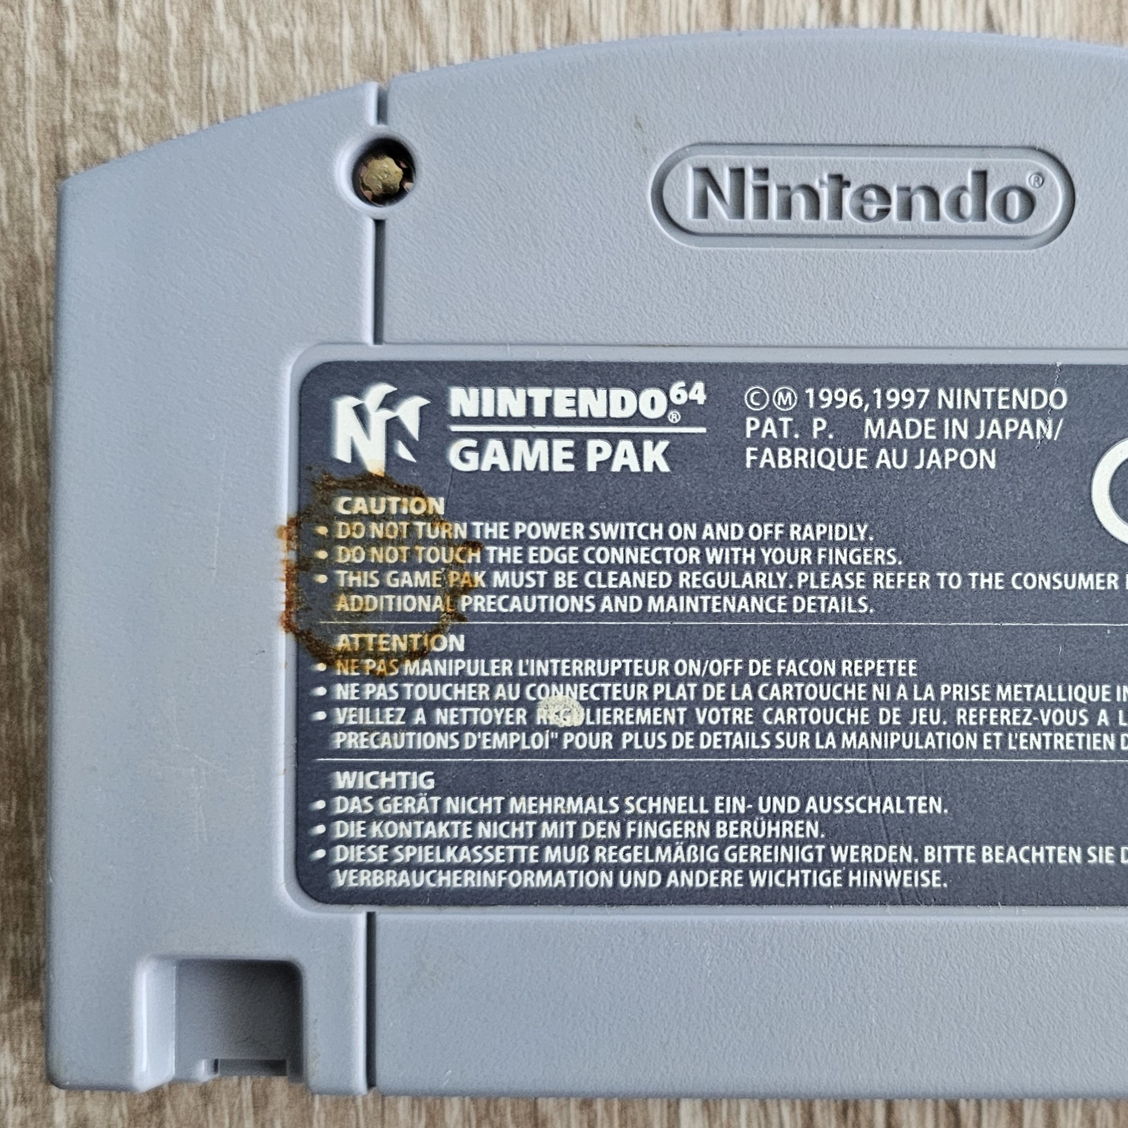 Nintendo®
NINTENDO64®
GAME PAK
©Ⓜ 1996,1997 NINTENDO
PAT. P. MADE IN JAPAN/
FABRIQUE AU JAPON
CAUTION
• DO NOT TURN THE POWER SWITCH ON AND OFF RAPIDLY.
• DO NOT TOUCH THE EDGE CONNECTOR WITH YOUR FINGERS.
• THIS GAME PAK MUST BE CLEANED REGULARLY. PLEASE REFER TO THE CONSUMER
ADDITIONAL PRECAUTIONS AND MAINTENANCE DETAILS.
ATTENTION
• NE PAS MANIPULER L'INTERRUPTEUR ON/OFF DE FACON REPETEE
• NE PAS TOUCHER AU CONNECTEUR PLAT DE LA CARTOUCHE NI A LA PRISE METALLIQUE
• VEILLEZ A NETTOYER REGULIEREMENT VOTRE CARTOUCHE DE JEU. REFEREZ-VOUS A
PRECAUTIONS D'EMPLOÍ" POUR PLUS DE DETAILS SUR LA MANIPULATION ET L'ENTRETIEN
WICHTIG
• DAS GERÄT NICHT MEHRMALS SCHNELL EIN- UND AUSSCHALTEN.
• DIE KONTAKTE NICHT MIT DEN FINGERN BERÜHREN.
• DIESE SPIELKASSETTE MUß REGELMÄßIG GEREINIGT WERDEN. BITTE BEACHTEN SIE
VERBRAUCHERINFORMATION UND ANDERE WICHTIGE HINWEISE.